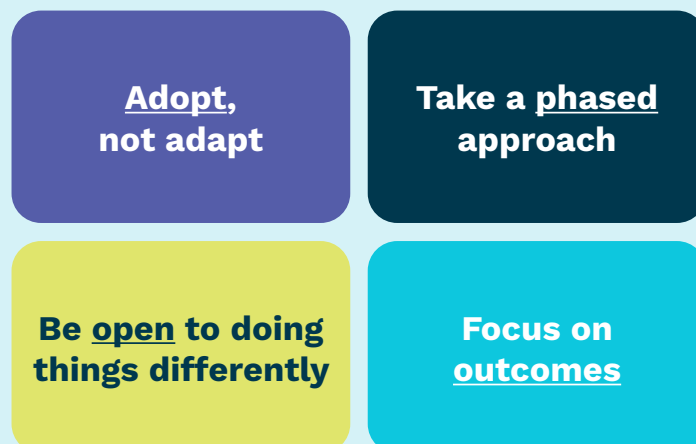 Adopt,
not adapt
Take a phased
approach
Be open to doing
things differently
Focus on
outcomes